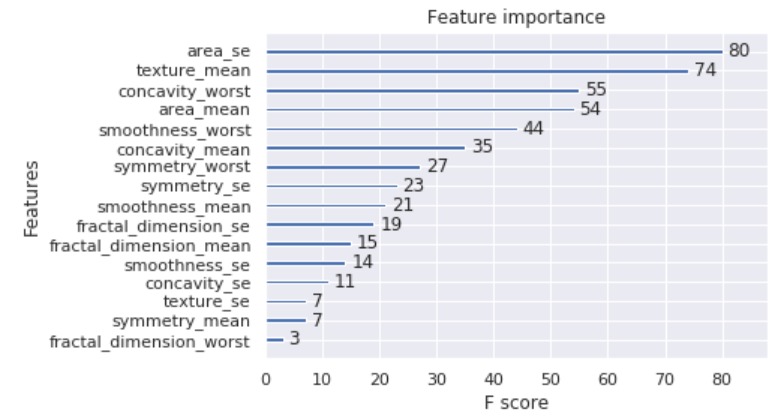 Feature importance
area_se 80
texture_mean 74
concavity_worst 55
area_mean 54
smoothness_worst 44
concavity_mean 35
symmetry_worst 27
symmetry_se 23
smoothness_mean 21
fractal_dimension_se 19
fractal_dimension_mean 15
smoothness_se 14
concavity_se 11
texture_se 7
symmetry_mean 7
fractal_dimension_worst 3
Features
0 10 20 30 40 50 60 70 80
F score